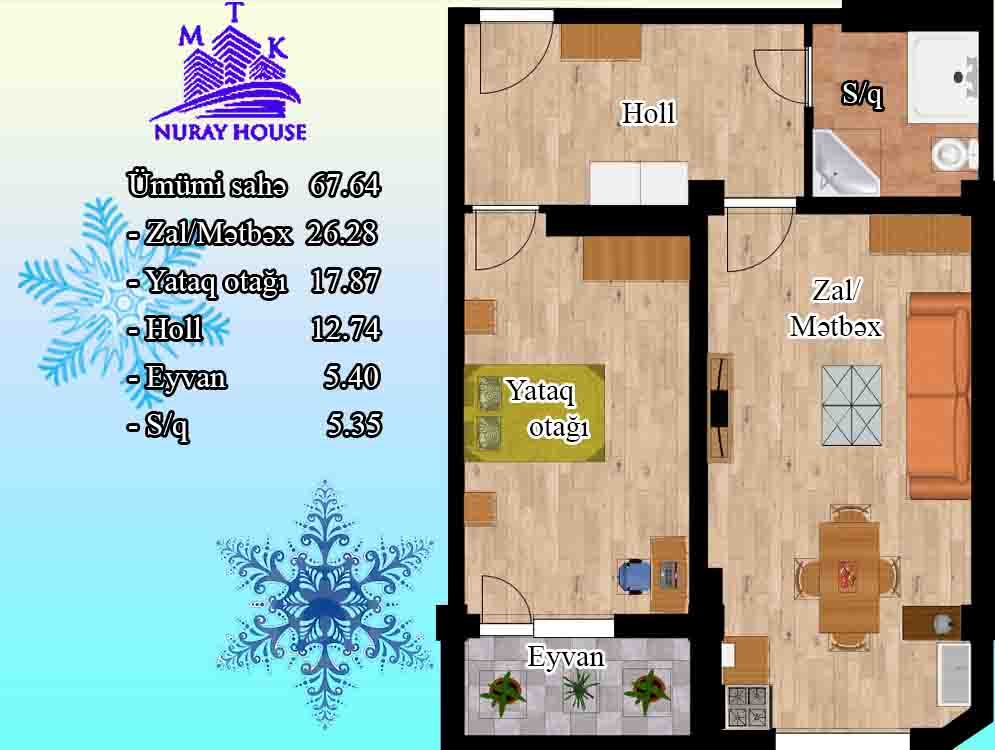 M T K
NURAY HOUSE
Ümümi sahə 67.64
- Zal/Mətbəx 26.28
- Yataq otağı 17.87
- Holl 12.74
- Eyvan 5.40
- S/q 5.35
Holl
S/q
Zal/
Mətbəx
Yataq
otağı
Eyvan